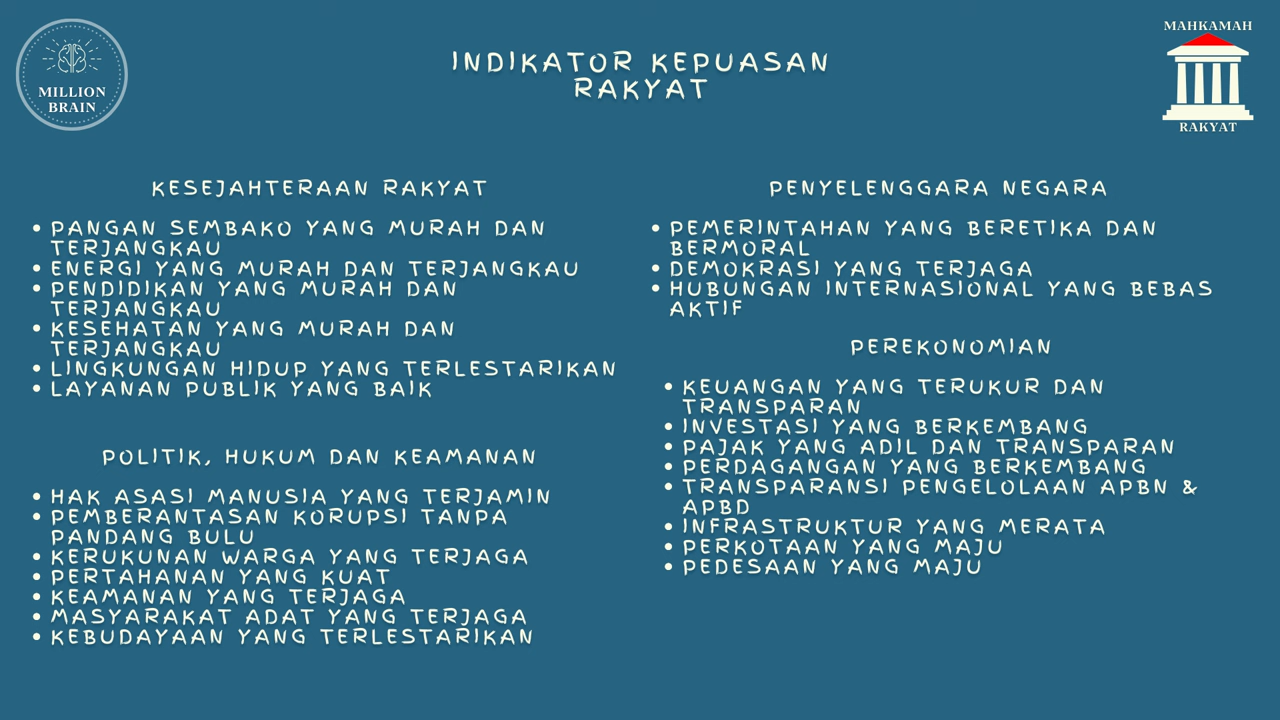 MILLION
BRAIN
INDIKATOR KEPUASAN
RAKYAT
MAHKAMAH
RAKYAT
KESEJAHTERAAN RAKYAT
• PANGAN SEMBAKO YANG MURAH DAN
TERJANGKAU
• ENERGI YANG MURAH DAN TERJANGKAU
• PENDIDIKAN YANG MURAH DAN
TERJANGKAU
• KESEHATAN YANG MURAH DAN
TERJANGKAU
• LINGKUNGAN HIDUP YANG TERLESTARIKAN
• LAYANAN PUBLIK YANG BAIK
POLITIK, HUKUM DAN KEAMANAN
• HAK ASASI MANUSIA YANG TERJAMIN
• PEMBERANTASAN KORUPSI TANPA
PANDANG BULU
• KERUKUNAN WARGA YANG TERJAGA
• PERTAHANAN YANG KUAT
• KEAMANAN YANG TERJAGA
• MASYARAKAT ADAT YANG TERJAGA
• KEBUDAYAAN YANG TERLESTARIKAN
PENYELENGGARA NEGARA
• PEMERINTAHAN YANG BERETIKA DAN
BERMORAL
• DEMOKRASI YANG TERJAGA
• HUBUNGAN INTERNASIONAL YANG BEBAS
AKTIF
PEREKONOMIAN
• KEUANGAN YANG TERUKUR DAN
TRANSPARAN
• INVESTASI YANG BERKEMBANG
• PAJAK YANG ADIL DAN TRANSPARAN
• PERDAGANGAN YANG BERKEMBANG
• TRANSPARANSI PENGELOLAAN APBN &
APBD
• INFRASTRUKTUR YANG MERATA
• PERKOTAAN YANG MAJU
• PEDESAAN YANG MAJU